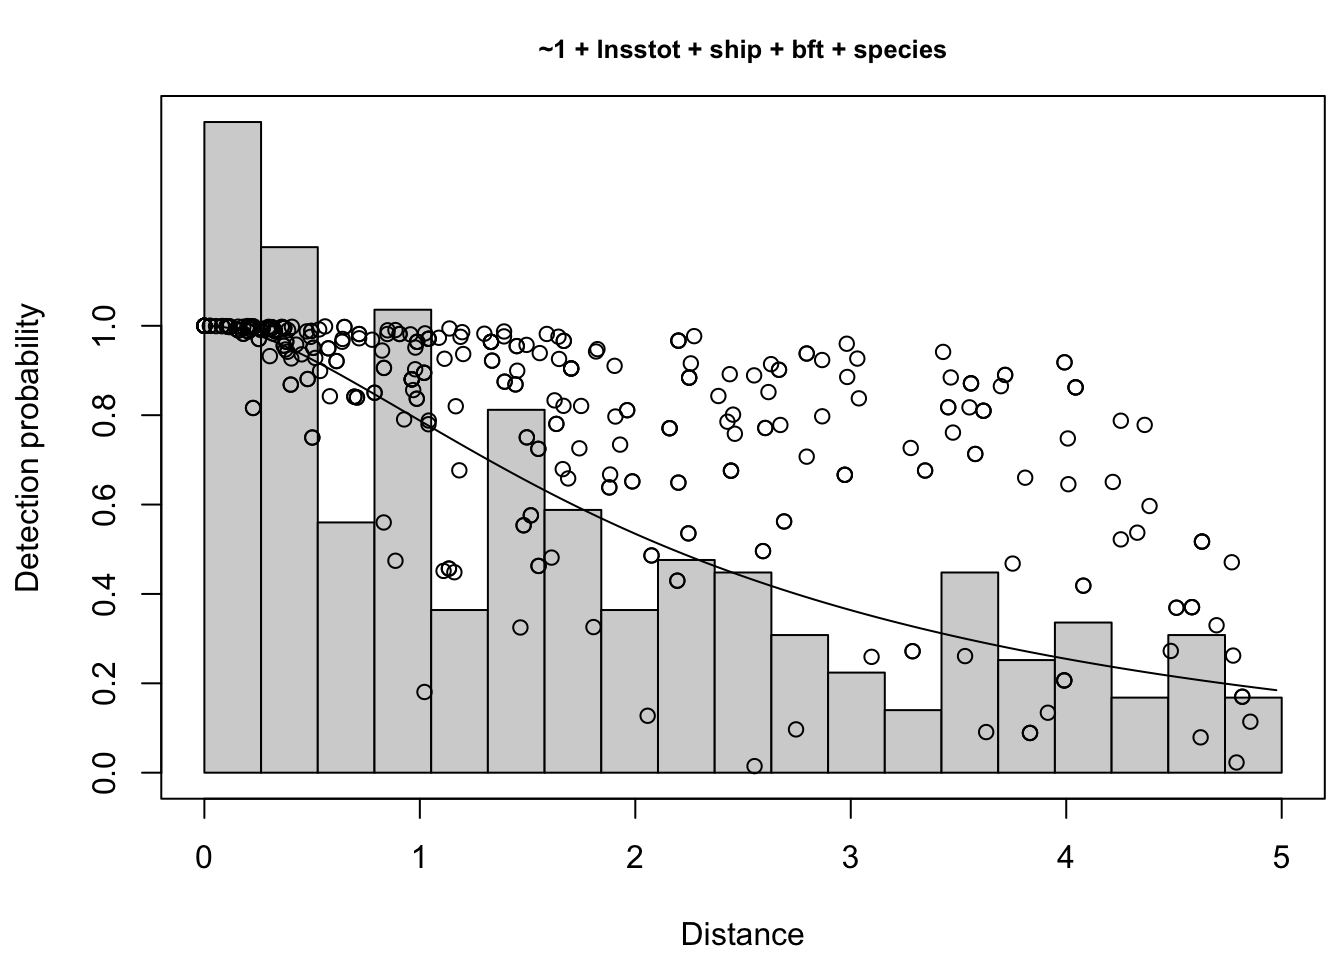 ~1 + lnsstot + ship + bft + species
Detection probability
1.0
0.8
0.6
0.4
0.2
0.0
0 1 2 3 4 5
Distance